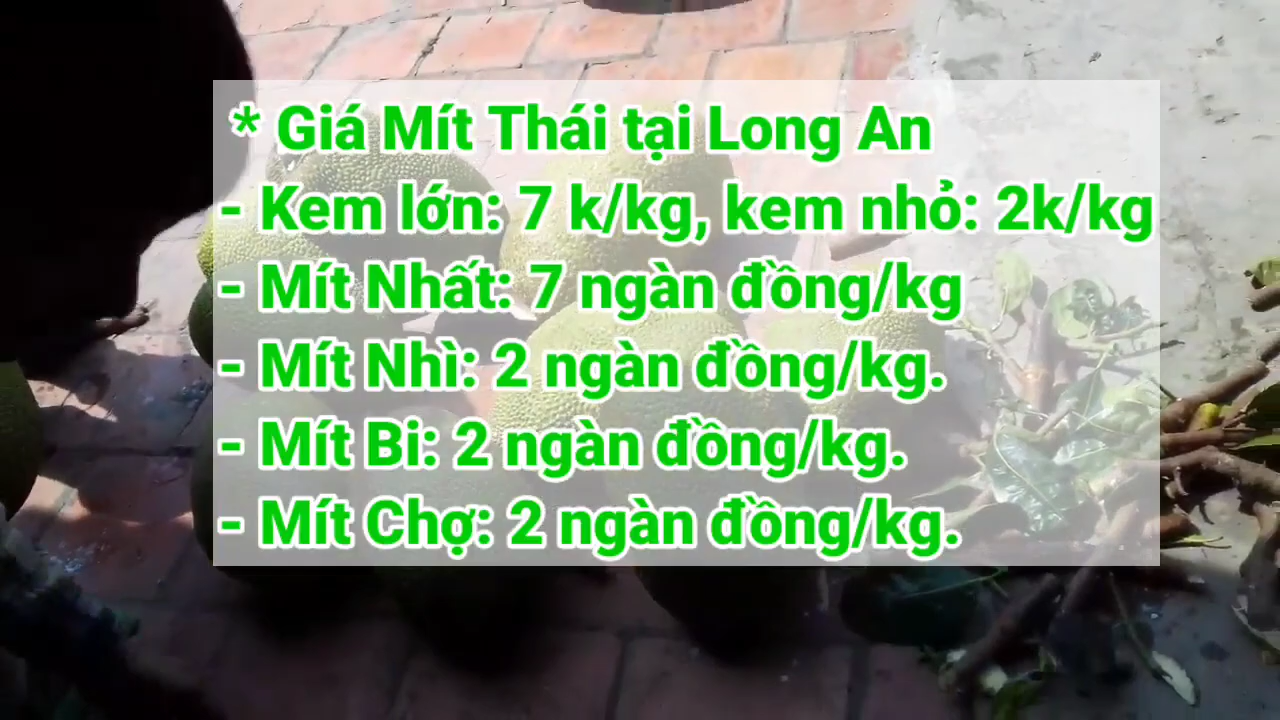 * Giá Mít Thái tại Long An
- Kem lớn: 7 k/kg, kem nhỏ: 2k/kg
- Mít Nhất: 7 ngàn đồng/kg
- Mít Nhì: 2 ngàn đồng/kg.
- Mít Bi: 2 ngàn đồng/kg.
- Mít Chợ: 2 ngàn đồng/kg.